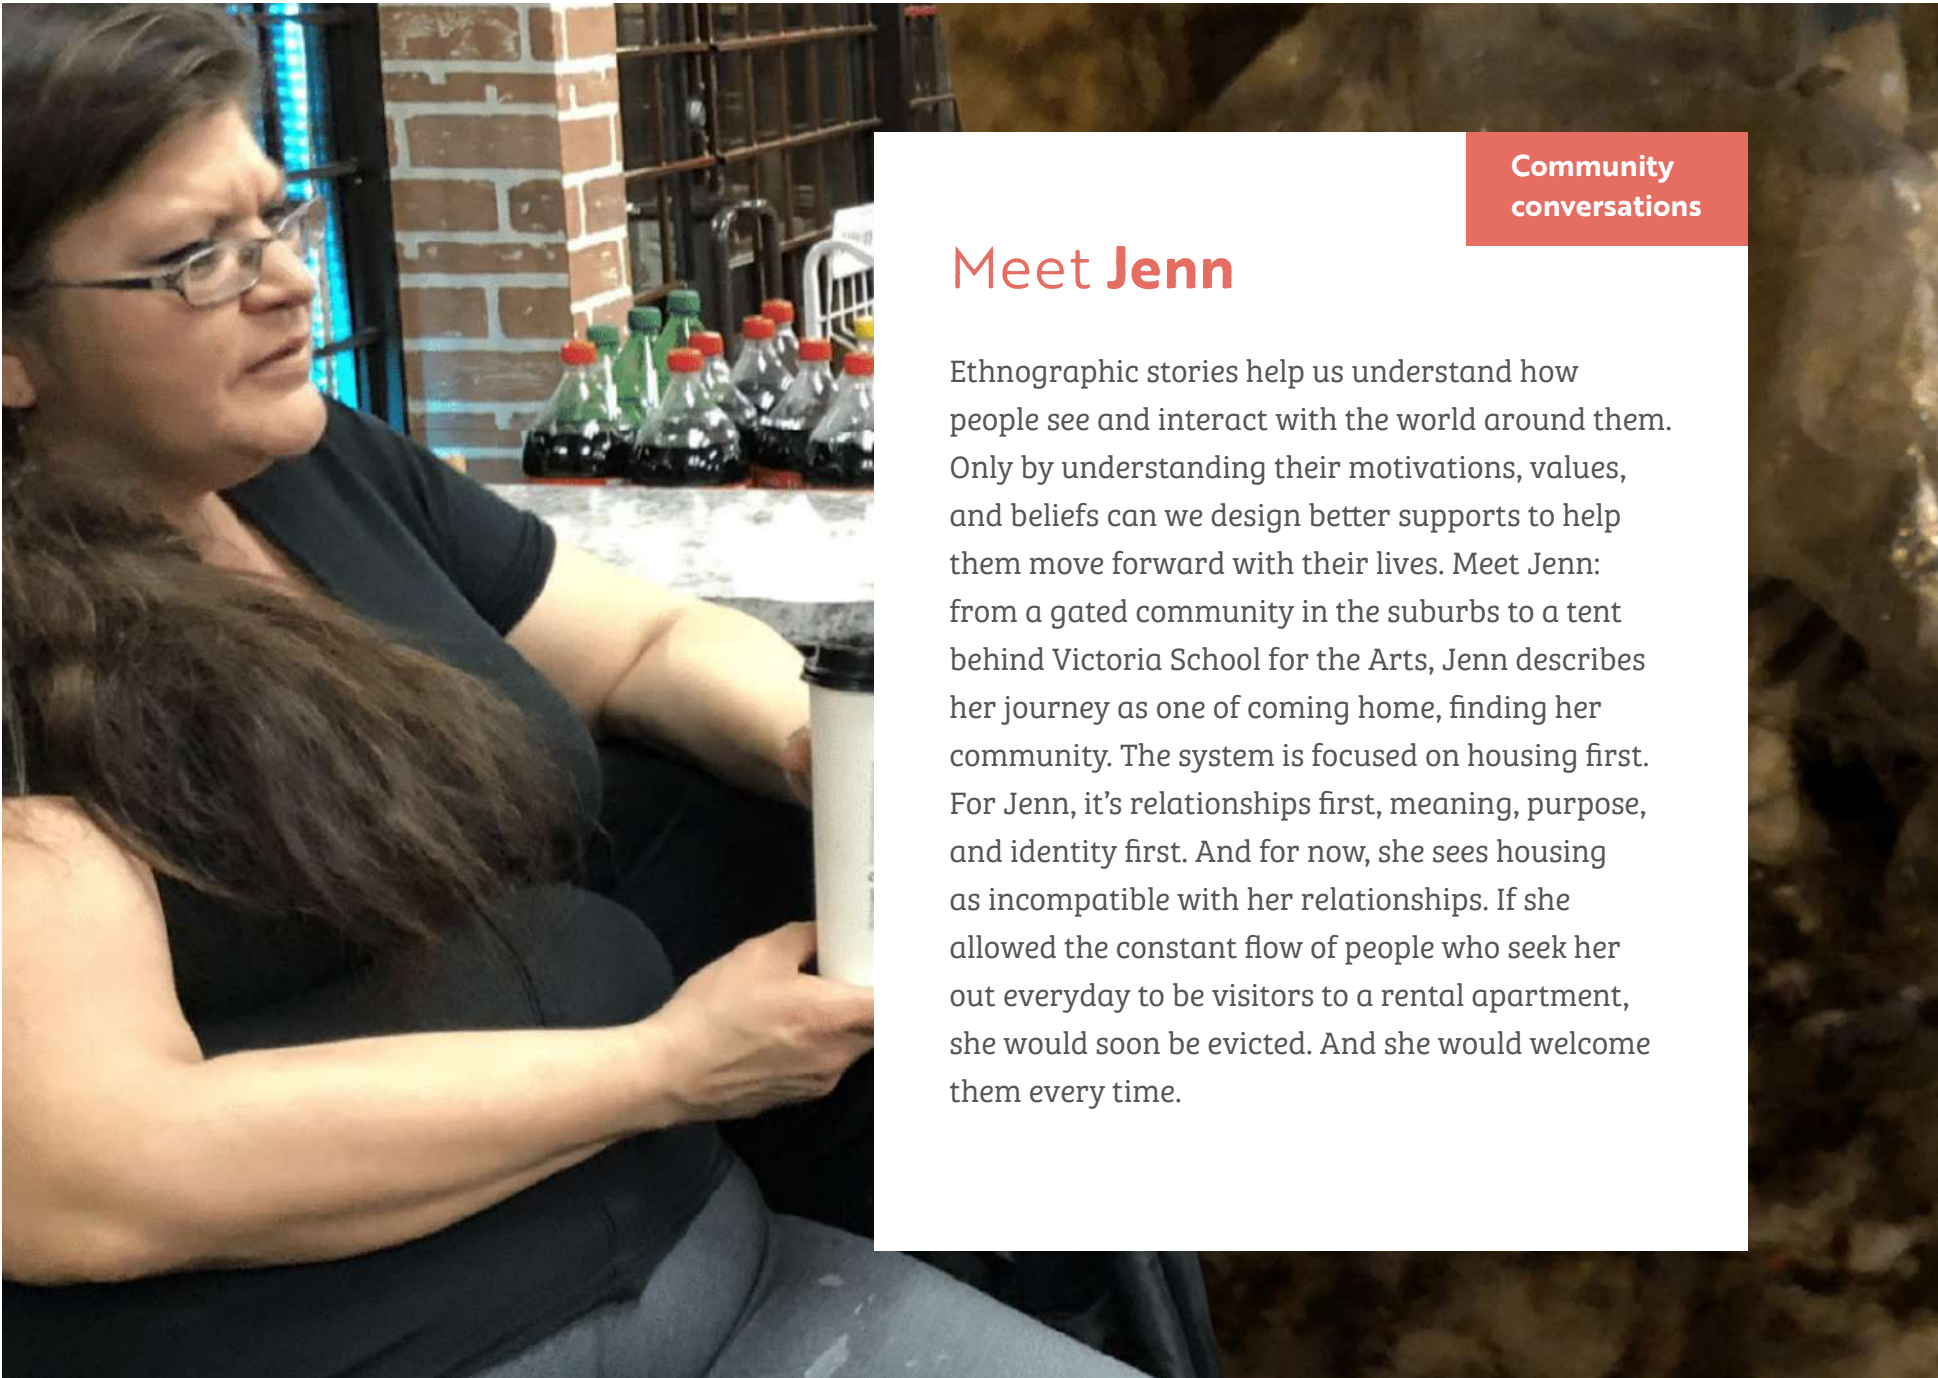 Community
conversations
Meet Jenn
Ethnographic stories help us understand how
people see and interact with the world around them.
Only by understanding their motivations, values,
and beliefs can we design better supports to help
them move forward with their lives. Meet Jenn:
from a gated community in the suburbs to a tent
behind Victoria School for the Arts, Jenn describes
her journey as one of coming home, finding her
community. The system is focused on housing first.
For Jenn, it’s relationships first, meaning, purpose,
and identity first. And for now, she sees housing
as incompatible with her relationships. If she
allowed the constant flow of people who seek her
out everyday to be visitors to a rental apartment,
she would soon be evicted. And she would welcome
them every time.